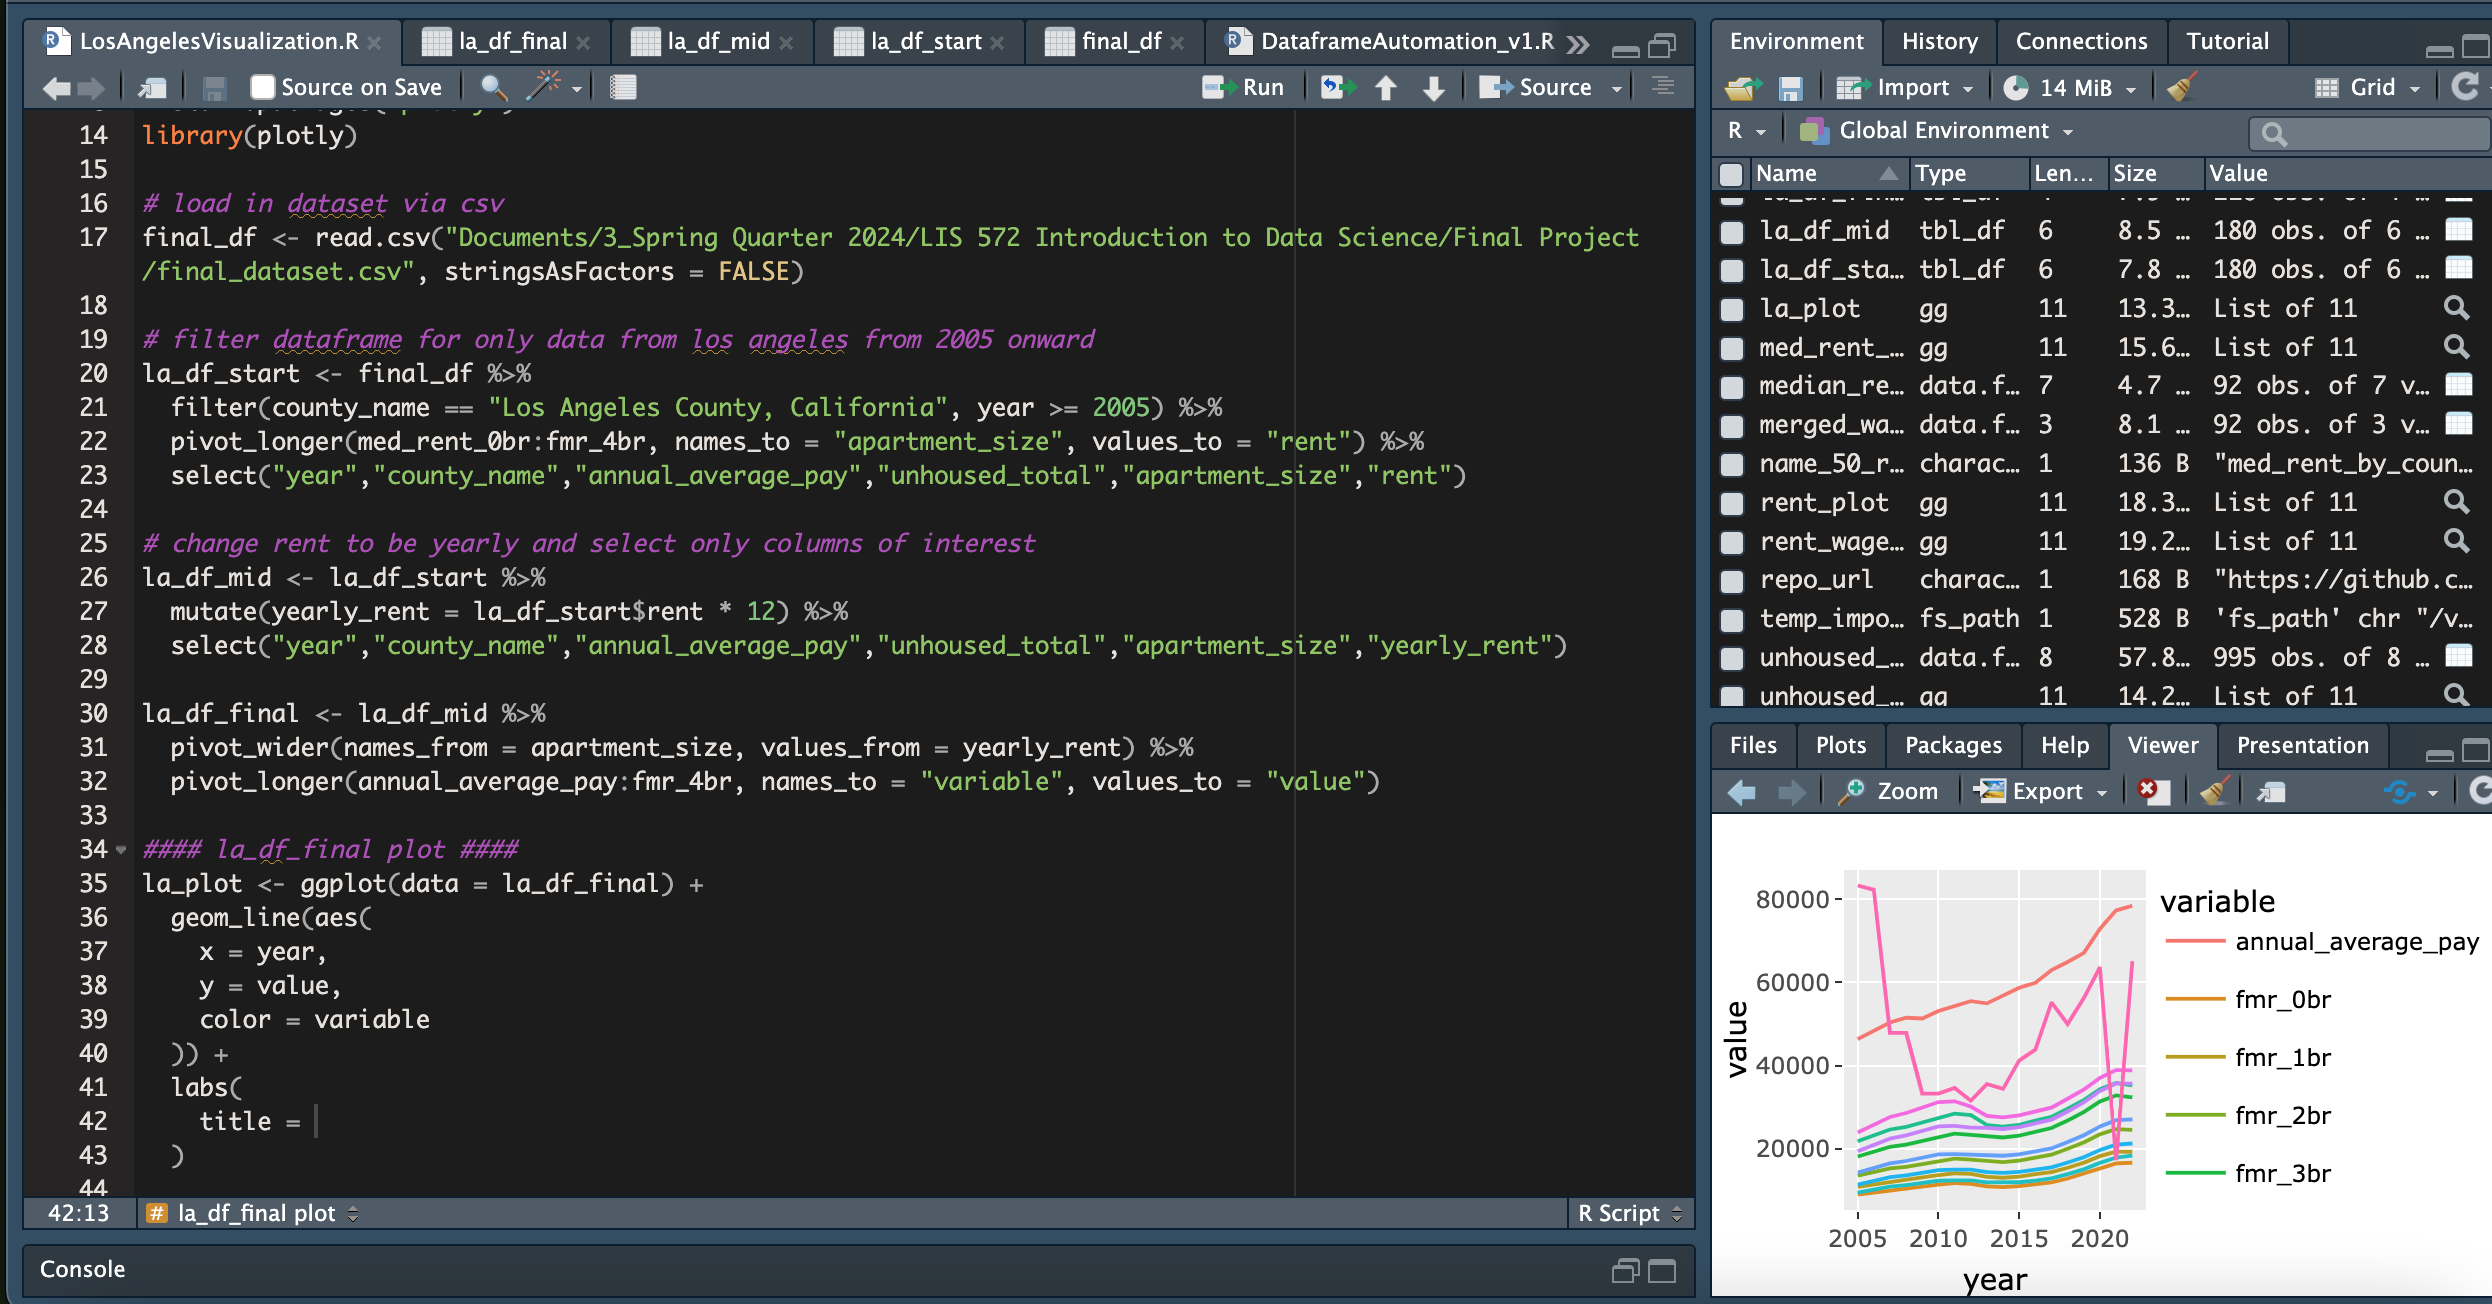 LosAngelesVisualization.R
la_df_final
la_df_mid
la_df_start
final_df
DataframeAutomation_v1.R
Source on Save
Run
Source
14 library(plotly)
15
16 # load in dataset via csv
17 final_df <- read.csv("Documents/3_Spring Quarter 2024/LIS 572 Introduction to Data Science/Final Project
/final_dataset.csv", stringsAsFactors = FALSE)
18
19 # filter dataframe for only data from los angeles from 2005 onward
20 la_df_start <- final_df %>%
21 filter(county_name == "Los Angeles County, California", year >= 2005) %>%
22 pivot_longer(med_rent_0br:fmr_4br, names_to = "apartment_size", values_to = "rent") %>%
23 select("year","county_name","annual_average_pay","unhoused_total","apartment_size","rent")
24
25 # change rent to be yearly and select only columns of interest
26 la_df_mid <- la_df_start %>%
27 mutate(yearly_rent = la_df_start$rent * 12) %>%
28 select("year","county_name","annual_average_pay","unhoused_total","apartment_size","yearly_rent")
29
30 la_df_final <- la_df_mid %>%
31 pivot_wider(names_from = apartment_size, values_from = yearly_rent) %>%
32 pivot_longer(annual_average_pay:fmr_4br, names_to = "variable", values_to = "value")
33
34 #### la_df_final plot ####
35 la_plot <- ggplot(data = la_df_final) +
36 geom_line(aes(
37 x = year,
38 y = value,
39 color = variable
40 )) +
41 labs(
42 title =
43 )
44
42:13
# la_df_final plot
R Script
Console
Environment
History
Connections
Tutorial
Import
14 MiB
Grid
R
Global Environment
Name Type Len... Size Value
la_df_mid tbl_df 6 8.5 ... 180 obs. of 6 ...
la_df_sta... tbl_df 6 7.8 ... 180 obs. of 6 ...
la_plot gg 11 13.3... List of 11
med_rent_... gg 11 15.6... List of 11
median_re... data.f... 7 4.7 ... 92 obs. of 7 v...
merged_wa... data.f... 3 8.1 ... 92 obs. of 3 v...
name_50_r... charac... 1 136 B "med_rent_by_coun...
rent_plot gg 11 18.3... List of 11
rent_wage... gg 11 19.2... List of 11
repo_url charac... 1 168 B "https://github.c...
temp_impo... fs_path 1 528 B 'fs_path' chr "/v...
unhoused_... data.f... 8 57.8... 995 obs. of 8 ...
unhoused_... gg 11 14.2... List of 11
Files
Plots
Packages
Help
Viewer
Presentation
Zoom
Export
80000
60000
40000
20000
value
2005 2010 2015 2020
year
variable
annual_average_pay
fmr_0br
fmr_1br
fmr_2br
fmr_3br